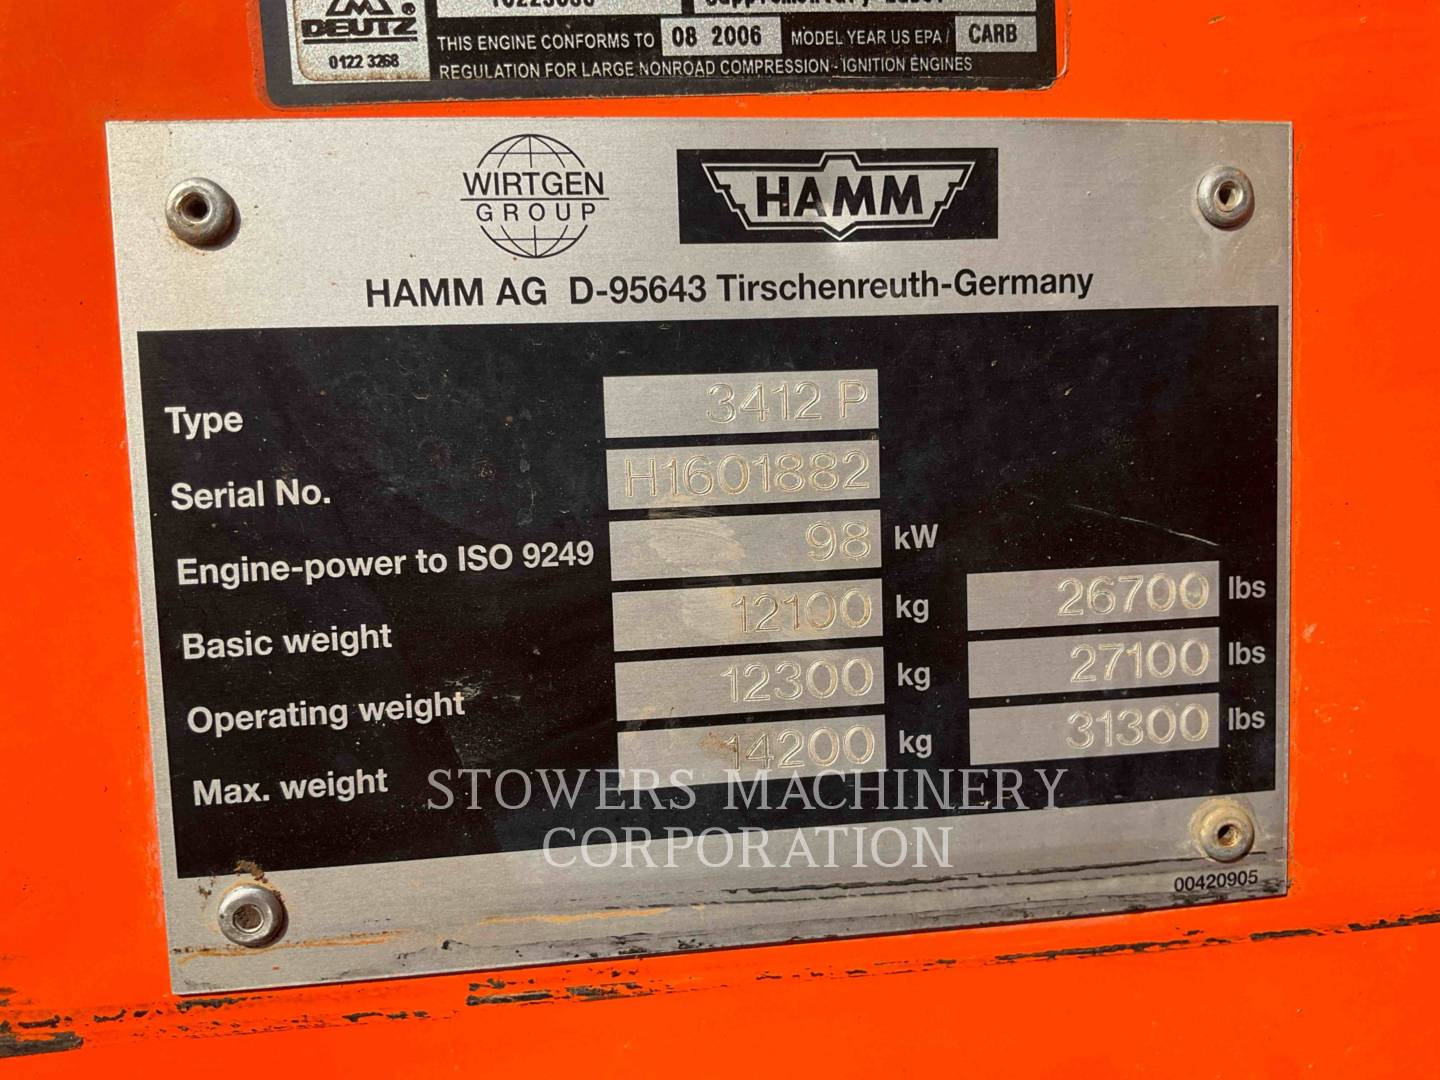 DEUTZ ®
0122 3268
THIS ENGINE CONFORMS TO 08 2006 MODEL YEAR US EPA / CARB
REGULATION FOR LARGE NONROAD COMPRESSION - IGNITION ENGINES
WIRTGEN
GROUP
HAMM
HAMM AG D-95643 Tirschenreuth-Germany
Type 3412 P
Serial No. H1601882
Engine-power to ISO 9249 98 kW
Basic weight 12100 kg 26700 lbs
Operating weight 12300 kg 27100 lbs
Max. weight 14200 kg 31300 lbs
STOWERS MACHINERY
CORPORATION
00420905